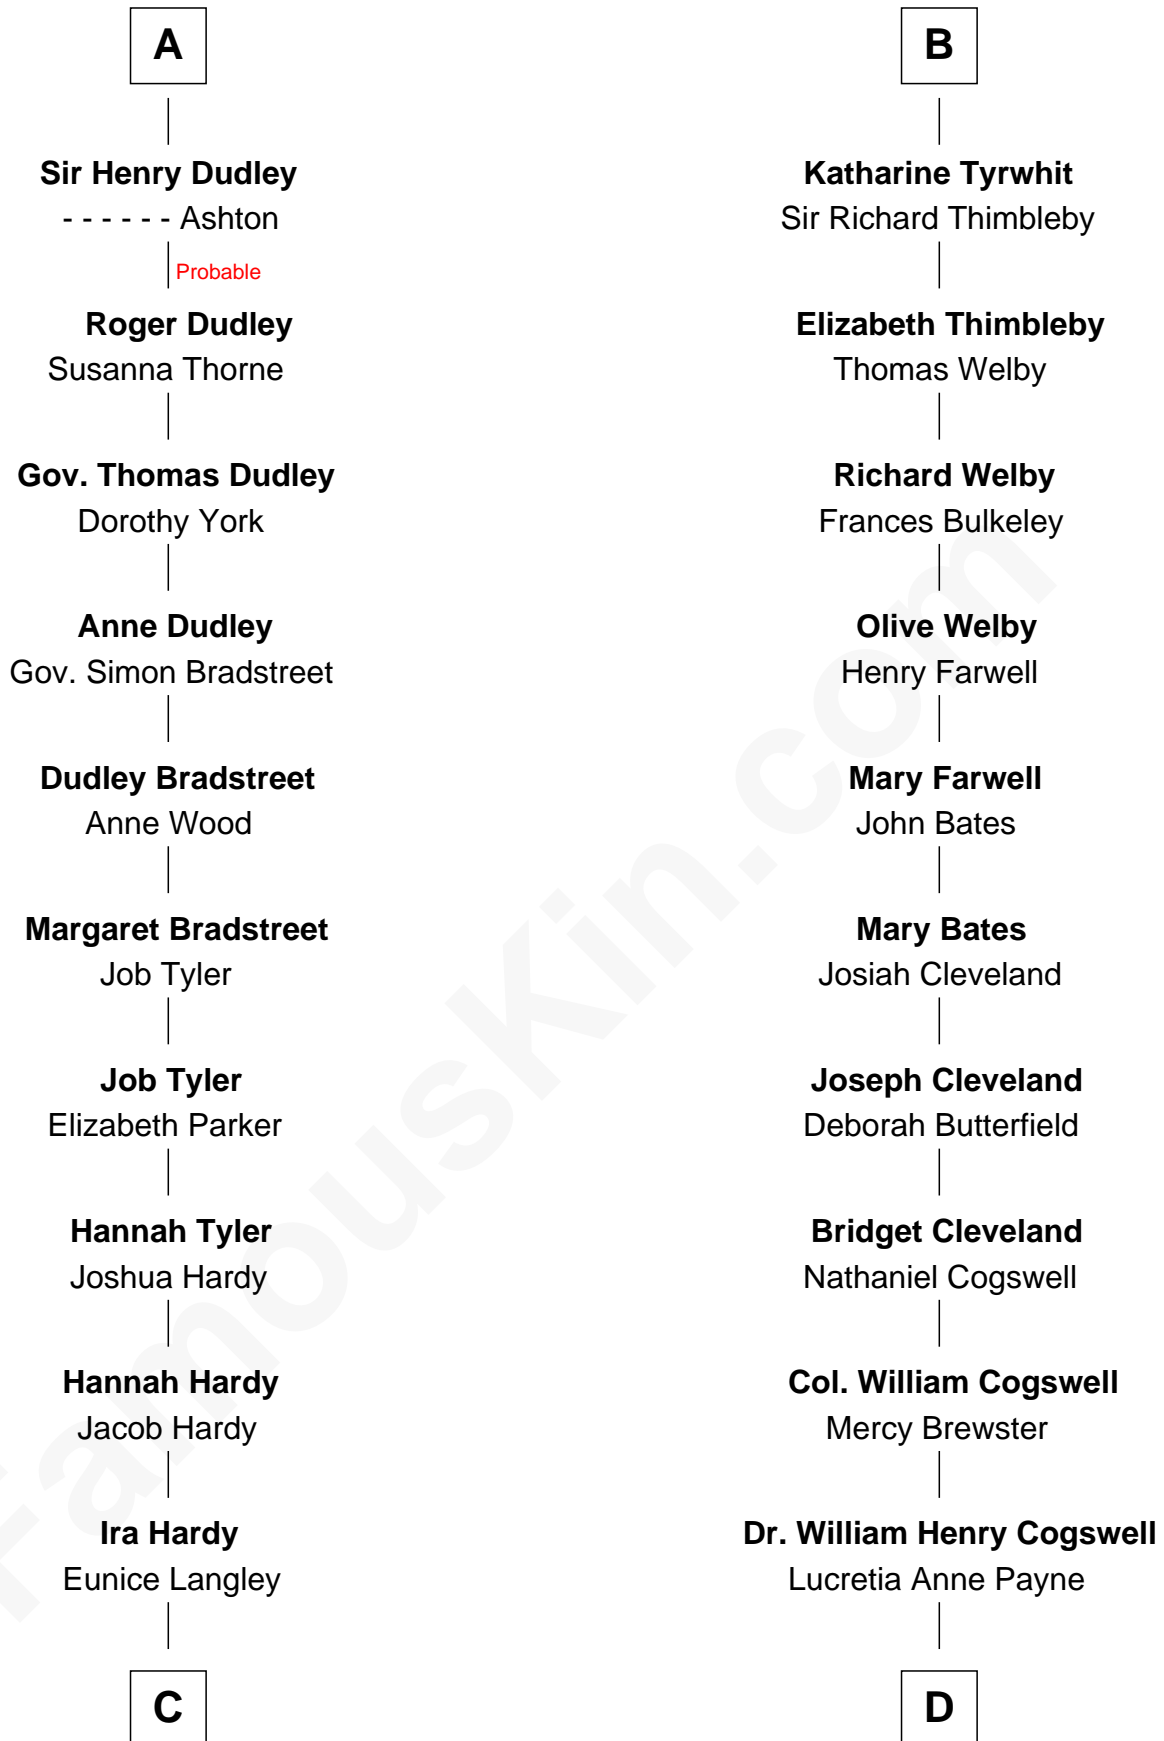 A
Sir Henry Dudley
- - - - - - Ashton
Probable
Roger Dudley
Susanna Thorne
Gov. Thomas Dudley
Dorothy York
Anne Dudley
Gov. Simon Bradstreet
Dudley Bradstreet
Anne Wood
Margaret Bradstreet
Job Tyler
Job Tyler
Elizabeth Parker
Hannah Tyler
Joshua Hardy
Hannah Hardy
Jacob Hardy
Ira Hardy
Eunice Langley
C
B
Katharine Tyrwhit
Sir Richard Thimbleby
Elizabeth Thimbleby
Thomas Welby
Richard Welby
Frances Bulkeley
Olive Welby
Henry Farwell
Mary Farwell
John Bates
Mary Bates
Josiah Cleveland
Joseph Cleveland
Deborah Butterfield
Bridget Cleveland
Nathaniel Cogswell
Col. William Cogswell
Mercy Brewster
Dr. William Henry Cogswell
Lucretia Anne Payne
D
FamousKin.com